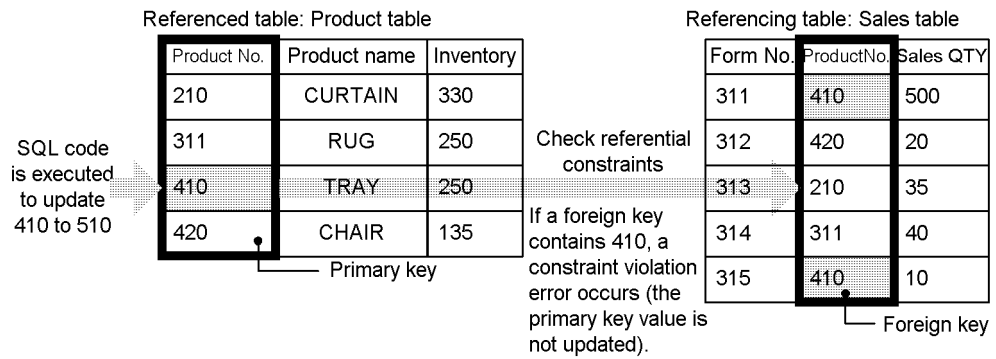 Referenced table: Product table
Product No. Product name Inventory
210 CURTAIN 330
311 RUG 250
410 TRAY 250
420 CHAIR 135
Primary key
SQL code
is executed
to update
410 to 510
Check referential
constraints
If a foreign key
contains 410, a
constraint violation
error occurs (the
primary key value is
not updated).
Referencing table: Sales table
Form No. ProductNo. Sales QTY
311 410 500
312 420 20
313 210 35
314 311 40
315 410 10
Foreign key